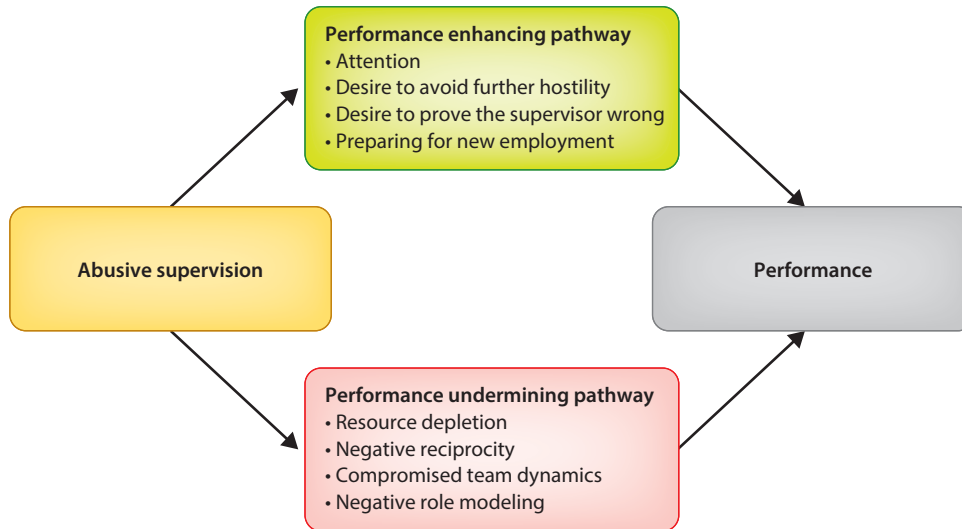 Performance enhancing pathway
• Attention
• Desire to avoid further hostility
• Desire to prove the supervisor wrong
• Preparing for new employment
Abusive supervision
Performance
Performance undermining pathway
• Resource depletion
• Negative reciprocity
• Compromised team dynamics
• Negative role modeling